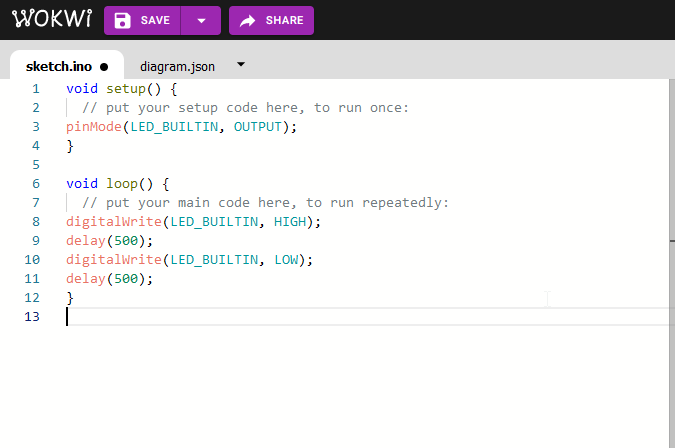 WOKWi
SAVE
SHARE
sketch.ino
diagram.json
1 void setup() {
2 // put your setup code here, to run once:
3 pinMode(LED_BUILTIN, OUTPUT);
4 }
5
6 void loop() {
7 // put your main code here, to run repeatedly:
8 digitalWrite(LED_BUILTIN, HIGH);
9 delay(500);
10 digitalWrite(LED_BUILTIN, LOW);
11 delay(500);
12 }
13